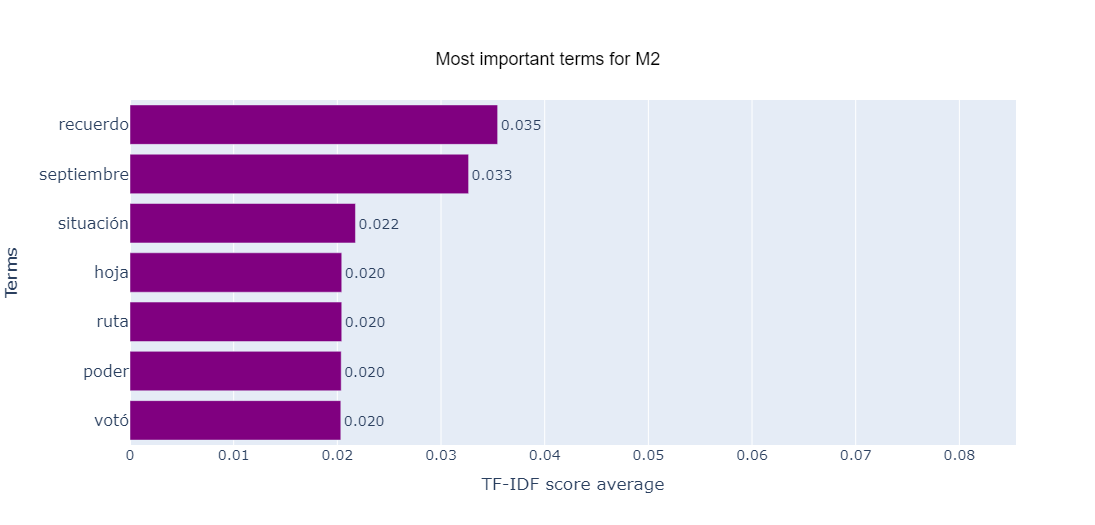 Most important terms for M2
Terms
recuerdo
0.035
septiembre
0.033
situación
0.022
hoja
0.020
ruta
0.020
poder
0.020
votó
0.020
0 0.01 0.02 0.03 0.04 0.05 0.06 0.07 0.08
TF-IDF score average